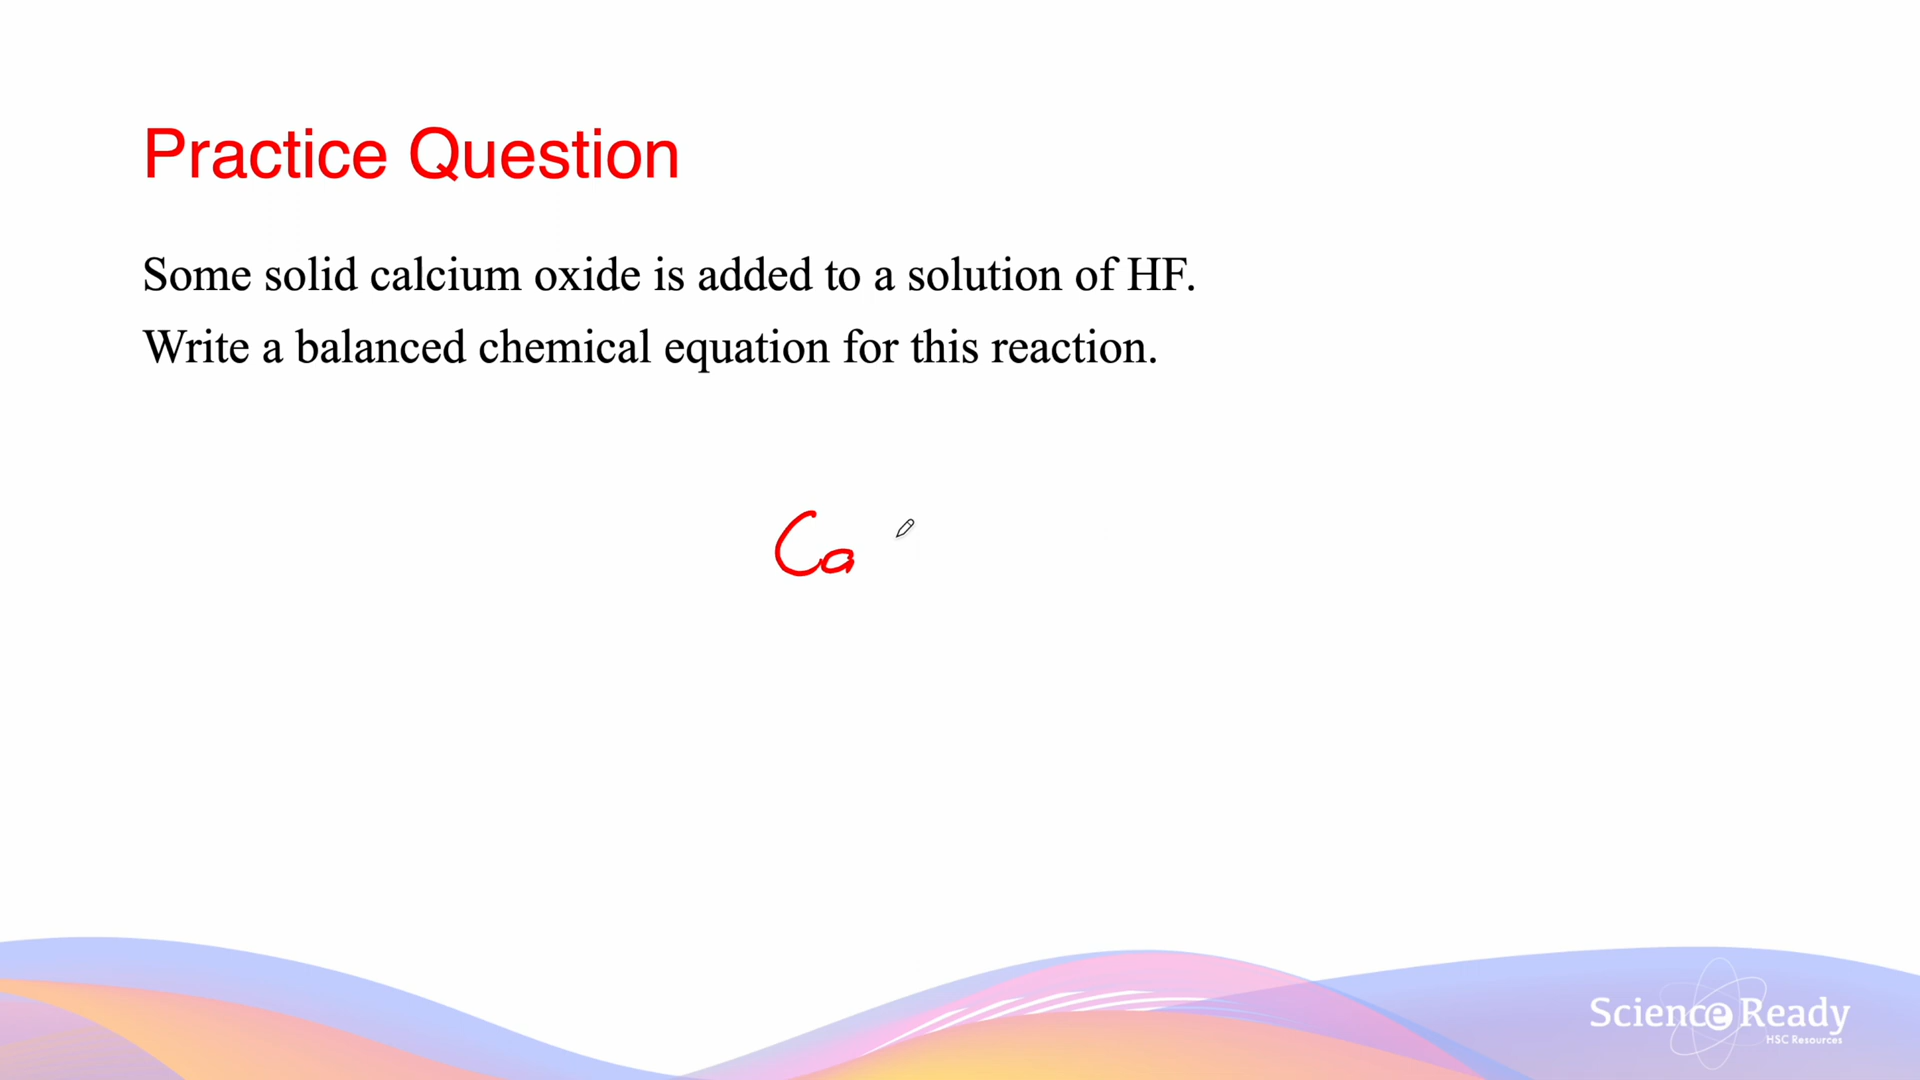 Practice Question
Some solid calcium oxide is added to a solution of HF.
Write a balanced chemical equation for this reaction.
Ca
Science Ready
HSC Resources